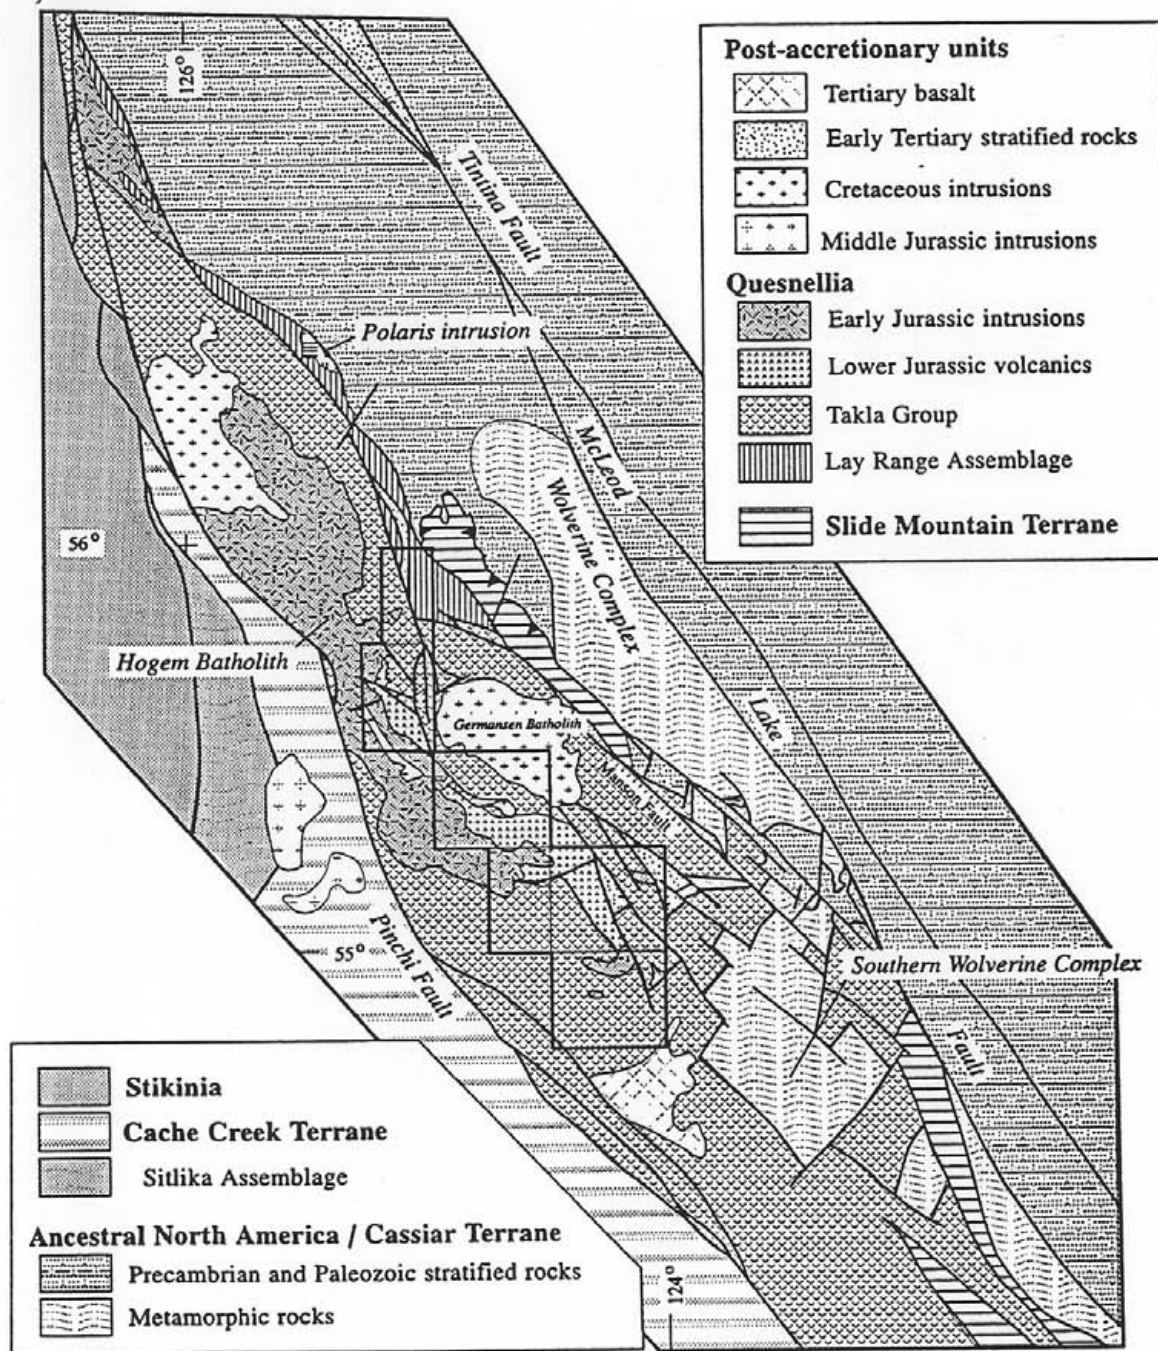 126°
Tintina Fault
Post-accretionary units
Tertiary basalt
Early Tertiary stratified rocks
Cretaceous intrusions
Middle Jurassic intrusions
Quesnellia
Early Jurassic intrusions
Lower Jurassic volcanics
Takla Group
Lay Range Assemblage
Slide Mountain Terrane
Polaris intrusion
McLeod
Wolverine Complex
56°
Hogem Batholith
Lake
Germansen Batholith
Manson Fault
Pinchi Fault
55°
Southern Wolverine Complex
Fault
Stikinia
Cache Creek Terrane
Sitlika Assemblage
Ancestral North America / Cassiar Terrane
Precambrian and Paleozoic stratified rocks
Metamorphic rocks
124°